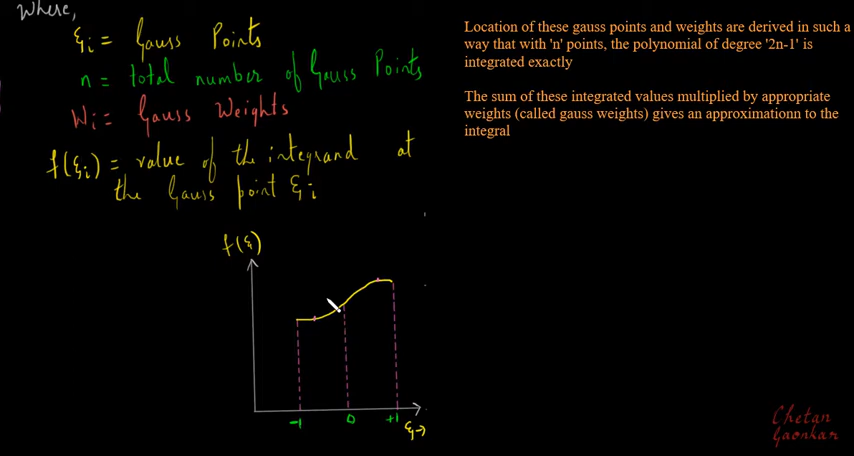 Where,
ξi = Gauss Points
n = total number of Gauss Points
Wi = Gauss Weights
f(ξi) = value of the integrand at
the Gauss point ξi
f(ξ)
-1 0 +1
ξ→
Location of these gauss points and weights are derived in such a
way that with 'n' points, the polynomial of degree '2n-1' is
integrated exactly
The sum of these integrated values multiplied by appropriate
weights (called gauss weights) gives an approximationn to the
integral
Chetan
Gaonkar